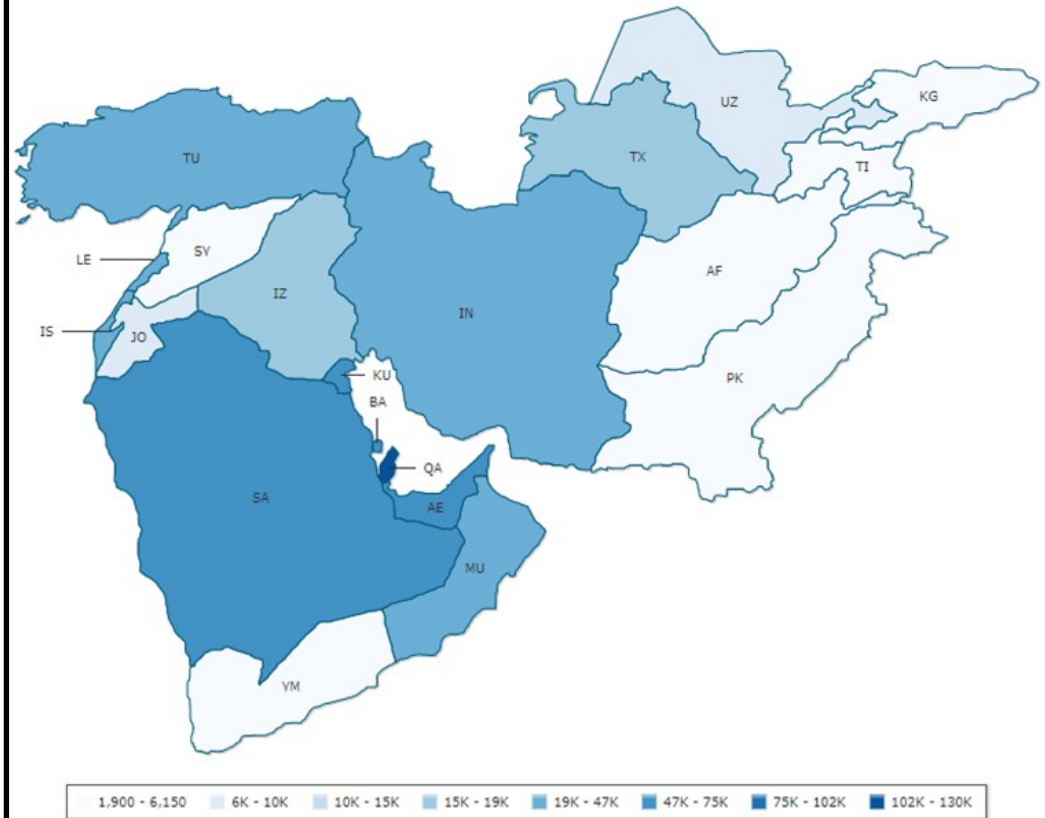 KG
UZ
TU
TX
TI
SY
LE
AF
IZ
IN
IS
JO
KU
PK
BA
QA
SA
AE
MU
YM
1,900 - 6,150 6K - 10K 10K - 15K 15K - 19K 19K - 47K 47K - 75K 75K - 102K 102K - 130K